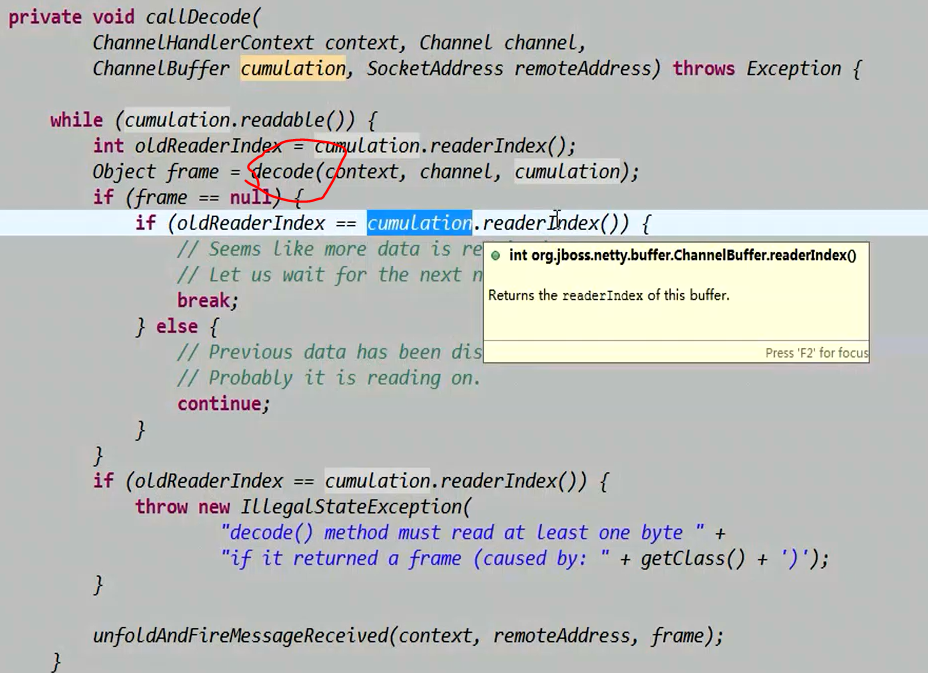 private void callDecode(
ChannelHandlerContext context, Channel channel,
ChannelBuffer cumulation, SocketAddress remoteAddress) throws Exception {
while (cumulation.readable()) {
int oldReaderIndex = cumulation.readerIndex();
Object frame = decode(context, channel, cumulation);
if (frame == null) {
if (oldReaderIndex == cumulation.readerIndex()) {
// Seems like more data is re
int org.jboss.netty.buffer.ChannelBuffer.readerIndex()
// Let us wait for the next n
Returns the readerIndex of this buffer.
break;
} else {
// Previous data has been dis
Press 'F2' for focus
// Probably it is reading on.
continue;
}
}
if (oldReaderIndex == cumulation.readerIndex()) {
throw new IllegalStateException(
"decode() method must read at least one byte " +
"if it returned a frame (caused by: " + getClass() + ')');
}
unfoldAndFireMessageReceived(context, remoteAddress, frame);
}